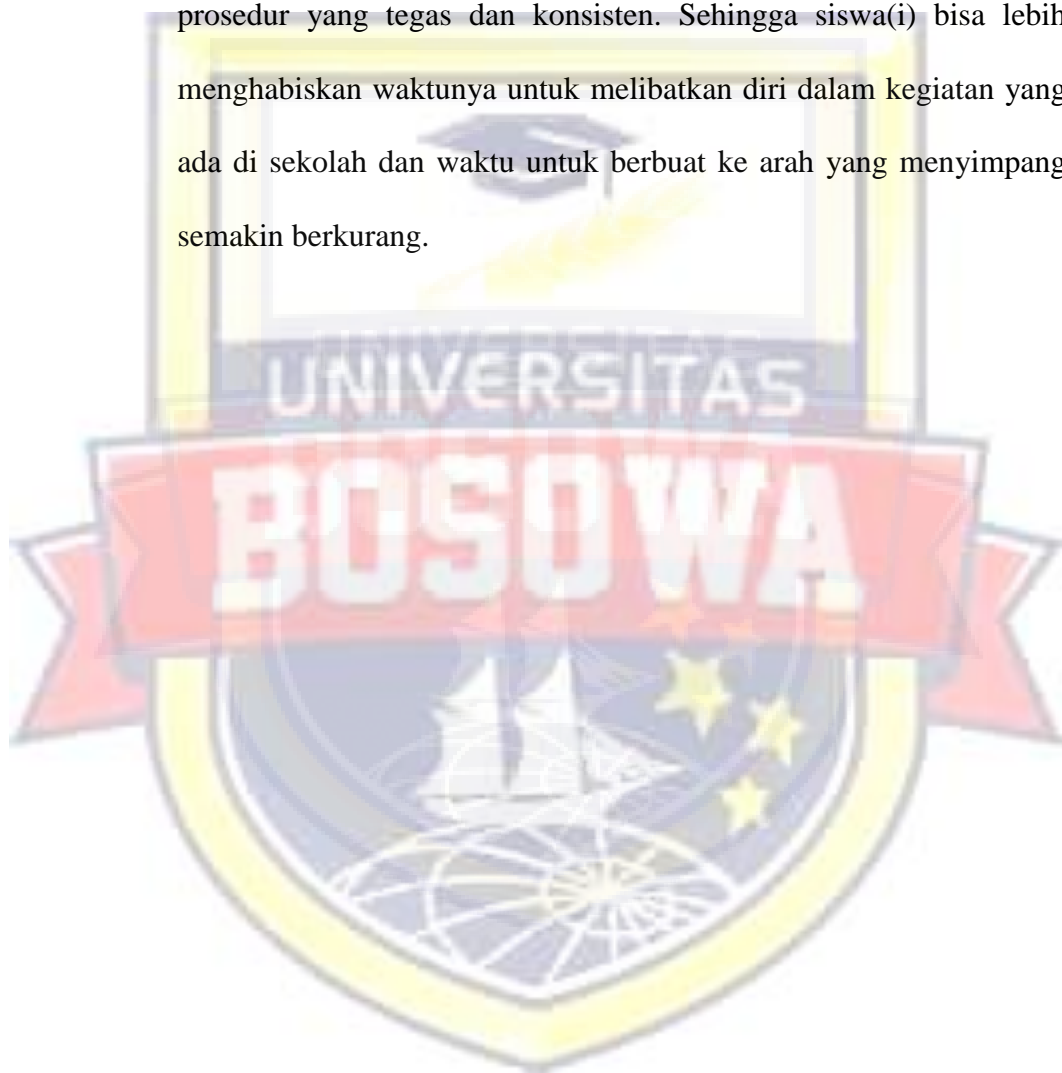 prosedur yang tegas dan konsisten. Sehingga siswa(i) bisa lebih
menghabiskan waktunya untuk melibatkan diri dalam kegiatan yang
ada di sekolah dan waktu untuk berbuat ke arah yang menyimpang
semakin berkurang.
UNIVERSITAS
BOSOWA